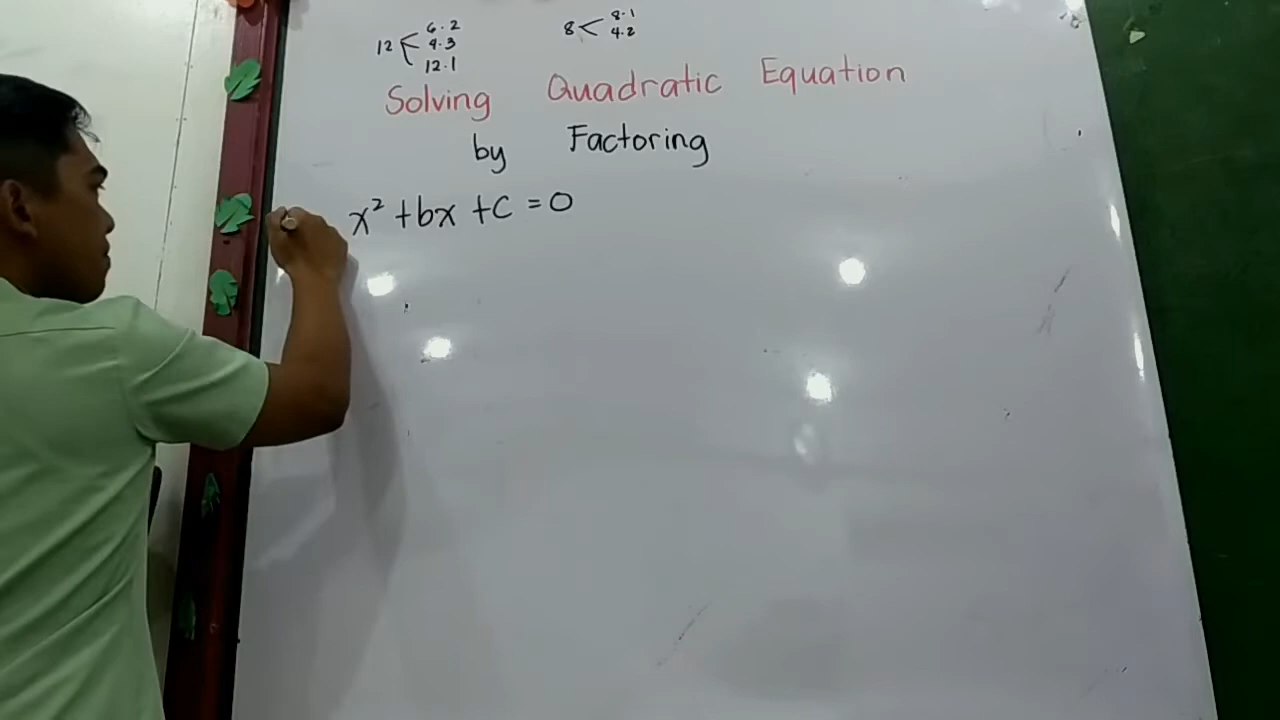 6·2
12 < 4·3
12·1
8 < 8·1
4·2
Solving Quadratic Equation
by Factoring
x² + bx + C = 0